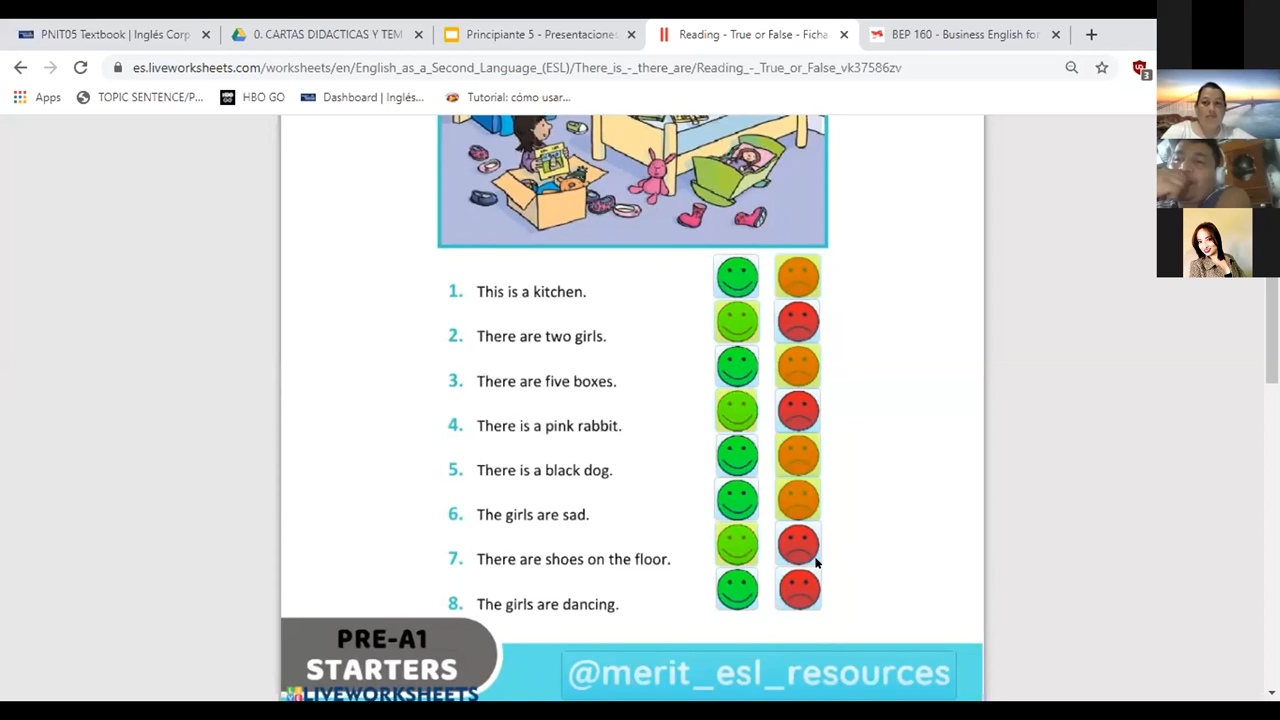 PNIT05 Textbook | Inglés Corp
0. CARTAS DIDACTICAS Y TEM
Principiante 5 - Presentaciones
Reading - True or False - Ficha
BEP 160 - Business English for
es.liveworksheets.com/worksheets/en/English_as_a_Second_Language_(ESL)/There_is_-_there_are/Reading_-_True_or_False_vk37586zv
3
Apps
TOPIC SENTENCE/P...
HBO GO
Dashboard | Inglés...
Tutorial: cómo usar...
1. This is a kitchen.
2. There are two girls.
3. There are five boxes.
4. There is a pink rabbit.
5. There is a black dog.
6. The girls are sad.
7. There are shoes on the floor.
8. The girls are dancing.
PRE-A1
STARTERS
LIVEWORKSHEETS
@merit_esl_resources